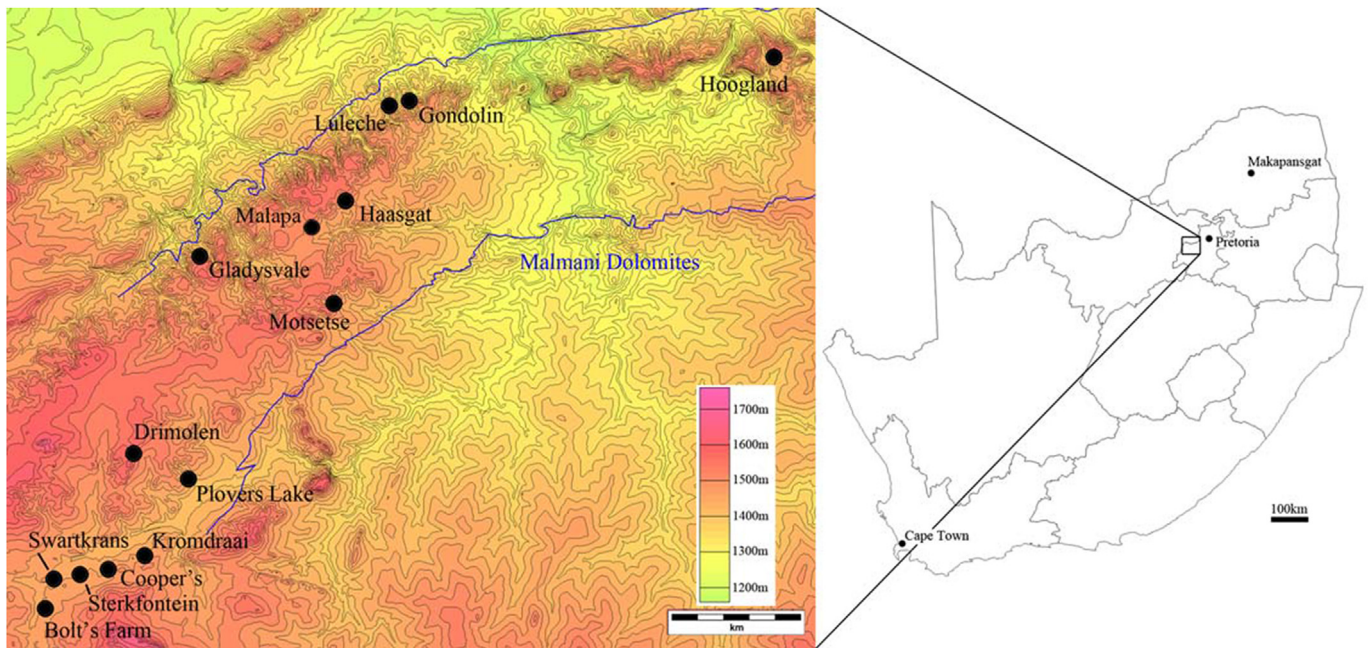 Hoogland
Luleche
Gondolin
Malapa
Haasgat
Gladysvale
Malmani Dolomites
Motsetse
Drimolen
Plovers Lake
Swartkrans
Kromdraai
Cooper's
Sterkfontein
Bolt's Farm
1700m
1600m
1500m
1400m
1300m
1200m
km
Makapansgat
Pretoria
Cape Town
100km